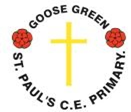 GOOSE GREEN
ST. PAUL'S C.E. PRIMARY.